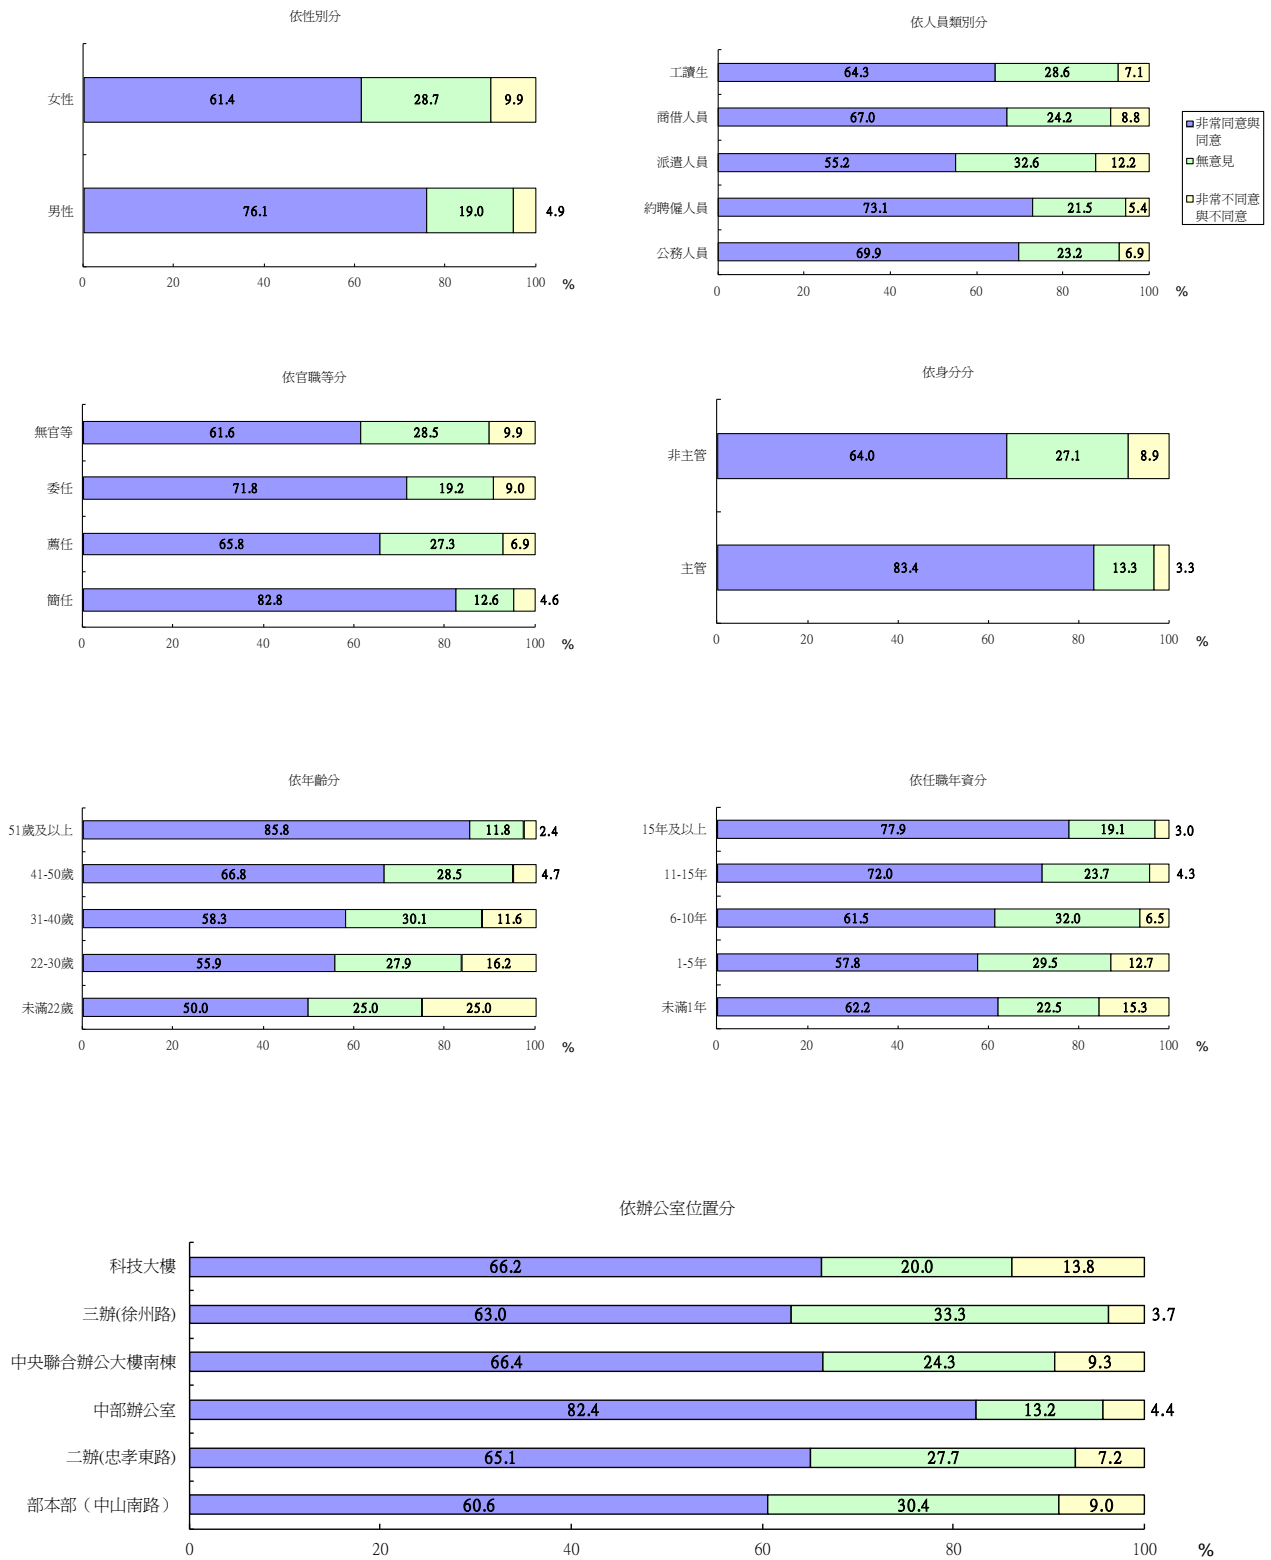 依性別分
女性
61.4
28.7
9.9
男性
76.1
19.0
4.9
0 20 40 60 80 100 %
依人員類別分
工讀生
64.3
28.6
7.1
商借人員
67.0
24.2
8.8
派遣人員
55.2
32.6
12.2
約聘僱人員
73.1
21.5
5.4
公務人員
69.9
23.2
6.9
0 20 40 60 80 100 %
非常同意與
同意
無意見
非常不同意
與不同意
依官職等分
無官等
61.6
28.5
9.9
委任
71.8
19.2
9.0
薦任
65.8
27.3
6.9
簡任
82.8
12.6
4.6
0 20 40 60 80 100 %
依身分分
非主管
64.0
27.1
8.9
主管
83.4
13.3
3.3
0 20 40 60 80 100 %
依年齡分
51歲及以上
85.8
11.8
2.4
41-50歲
66.8
28.5
4.7
31-40歲
58.3
30.1
11.6
22-30歲
55.9
27.9
16.2
未滿22歲
50.0
25.0
25.0
0 20 40 60 80 100 %
依任職年資分
15年及以上
77.9
19.1
3.0
11-15年
72.0
23.7
4.3
6-10年
61.5
32.0
6.5
1-5年
57.8
29.5
12.7
未滿1年
62.2
22.5
15.3
0 20 40 60 80 100 %
依辦公室位置分
科技大樓
66.2
20.0
13.8
三辦(徐州路)
63.0
33.3
3.7
中央聯合辦公大樓南棟
66.4
24.3
9.3
中部辦公室
82.4
13.2
4.4
二辦(忠孝東路)
65.1
27.7
7.2
部本部（中山南路）
60.6
30.4
9.0
0 20 40 60 80 100 %